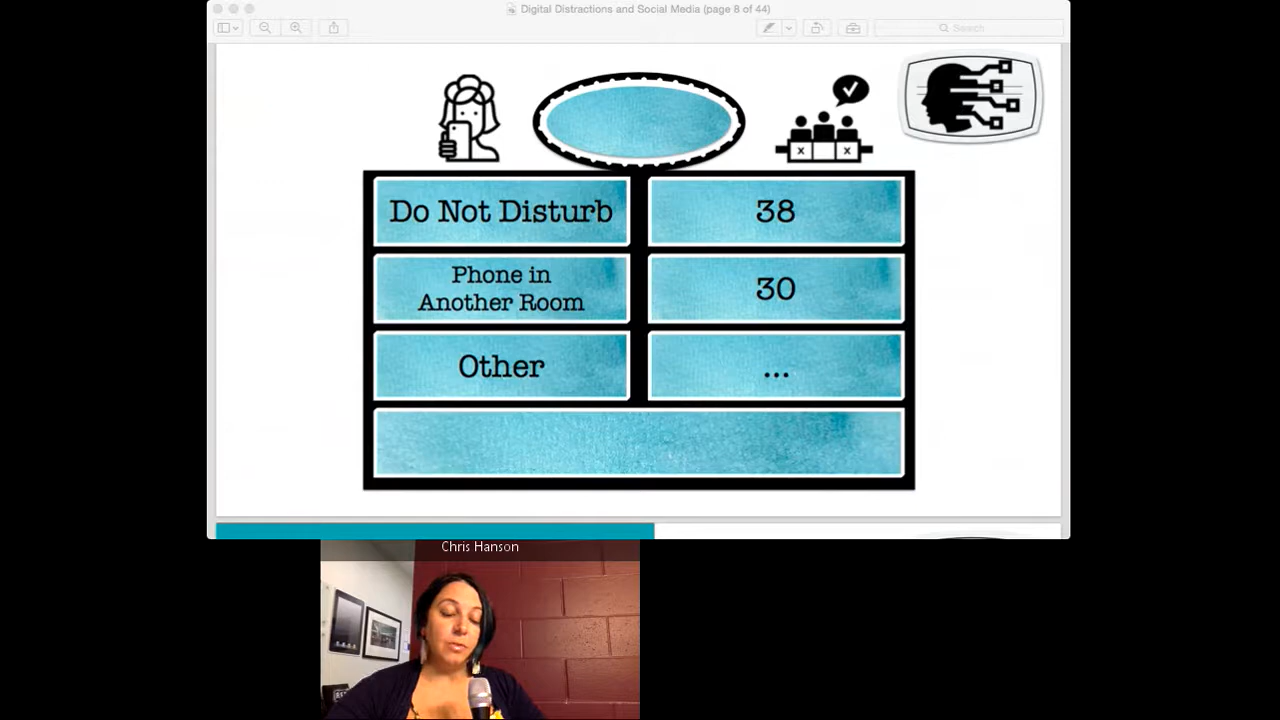 Digital Distractions and Social Media (page 8 of 44)
Search
Do Not Disturb
38
Phone in
Another Room
30
Other
...
x
x
Chris Hanson